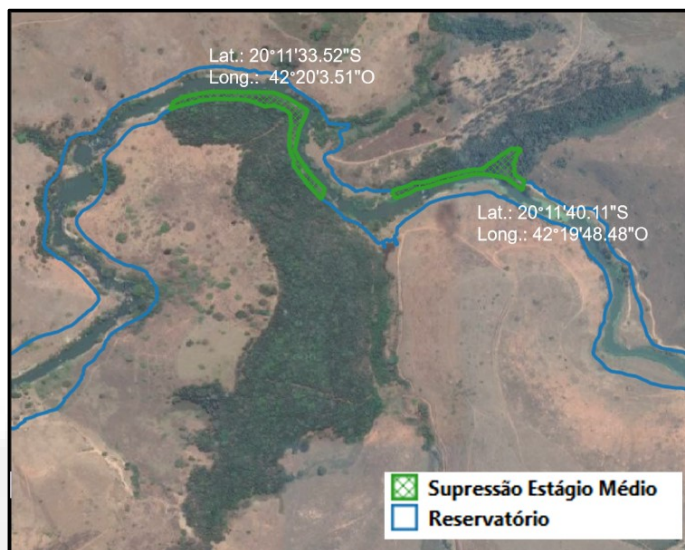 Lat.: 20°11'33.52"S
Long.:  42°20'3.51"O
Lat.: 20°11'40.11"S
Long.: 42°19'48.48"O
Supressão Estágio Médio
Reservatório